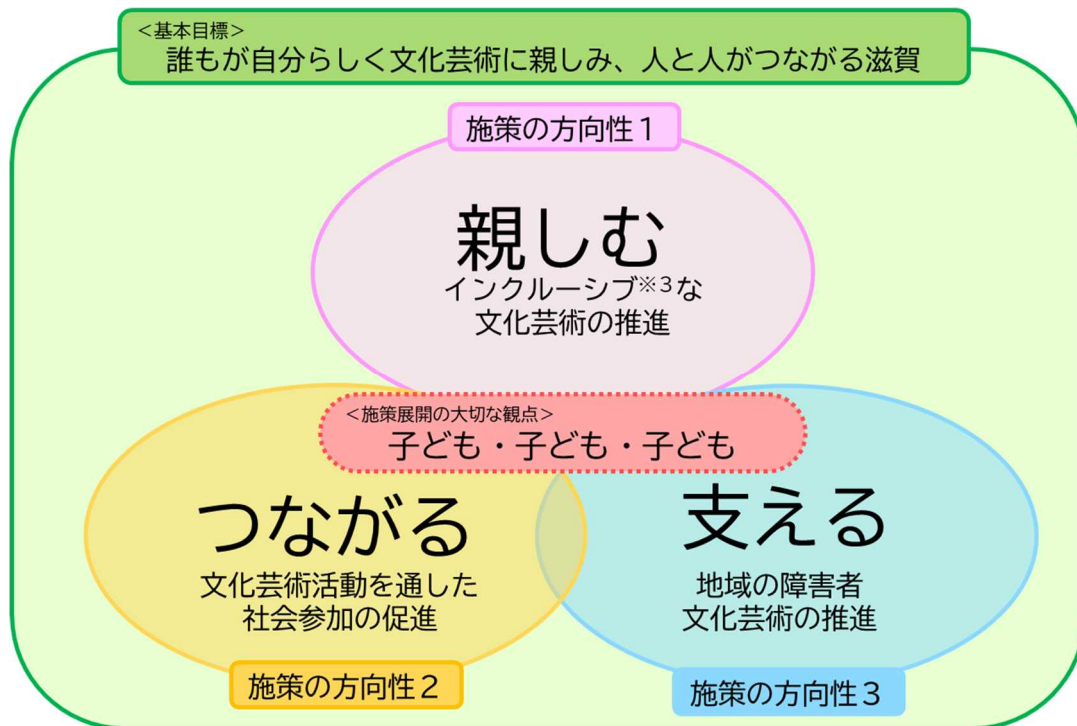 ＜基本目標＞
誰もが自分らしく文化芸術に親しみ、人と人がつながる滋賀
施策の方向性１
親しむ
インクルーシブ※３な
文化芸術の推進
＜施策展開の大切な観点＞
子ども・子ども・子ども
つながる
文化芸術活動を通した
社会参加の促進
施策の方向性２
支える
地域の障害者
文化芸術の推進
施策の方向性３